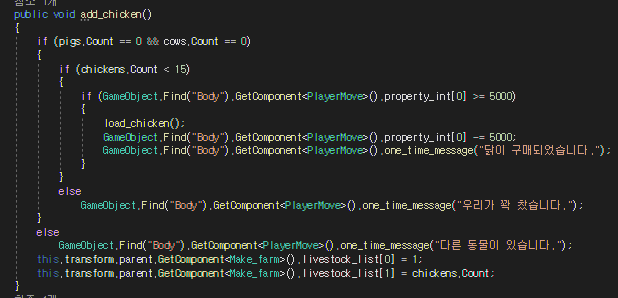 public void add_chicken()
{
if (pigs.Count == 0 && cows.Count == 0)
{
if (chickens.Count < 15)
{
if (GameObject.Find("Body").GetComponent<PlayerMove>().property_int[0] >= 5000)
{
load_chicken();
GameObject.Find("Body").GetComponent<PlayerMove>().property_int[0] -= 5000;
GameObject.Find("Body").GetComponent<PlayerMove>().one_time_message("닭이 구매되었습니다.");
}
}
else
GameObject.Find("Body").GetComponent<PlayerMove>().one_time_message("우리가 꽉 찼습니다.");
}
else
GameObject.Find("Body").GetComponent<PlayerMove>().one_time_message("다른 동물이 있습니다.");
this.transform.parent.GetComponent<Make_farm>().livestock_list[0] = 1;
this.transform.parent.GetComponent<Make_farm>().livestock_list[1] = chickens.Count;
}